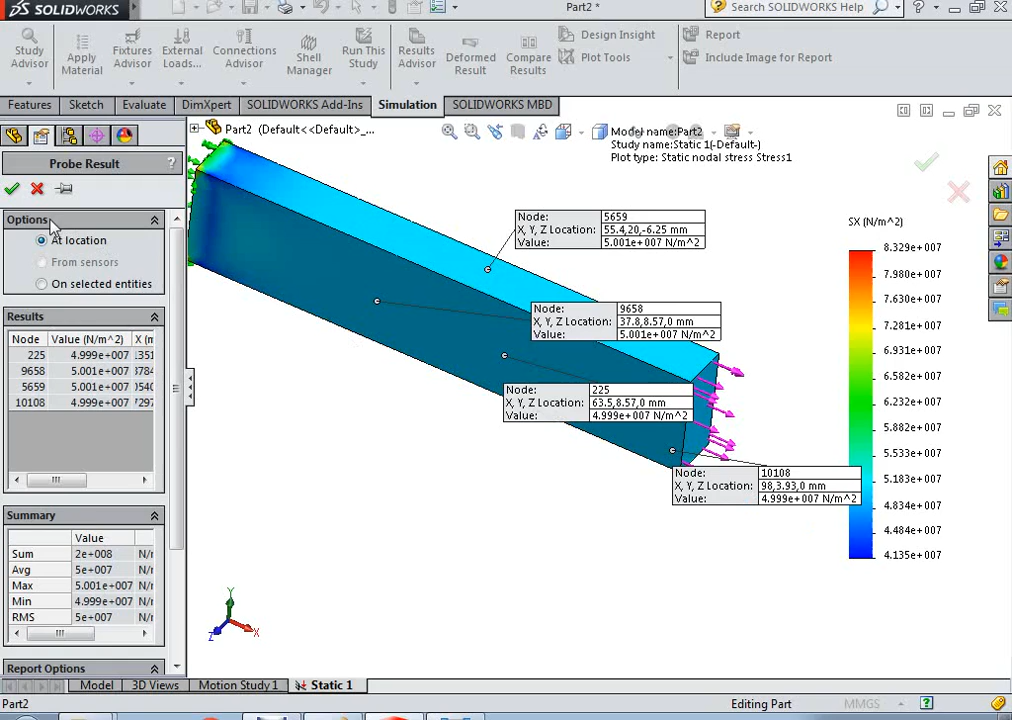 SOLIDWORKS
Part2 *
Search SOLIDWORKS Help
Study Advisor
Apply Material
Fixtures Advisor
External Loads...
Connections Advisor
Shell Manager
Run This Study
Results Advisor
Deformed Result
Compare Results
Design Insight
Plot Tools
Report
Include Image for Report
Features
Sketch
Evaluate
DimXpert
SOLIDWORKS Add-Ins
Simulation
SOLIDWORKS MBD
Part2 (Default<<Default>_...
Probe Result
?
Options
At location
From sensors
On selected entities
Results
Node Value (N/m^2) X (m
225 4.999e+007
9658 5.001e+007
5659 5.001e+007
10108 4.999e+007
Summary
Value
Sum 2e+008 N/r
Avg 5e+007 N/r
Max 5.001e+007 N/r
Min 4.999e+007 N/r
RMS 5e+007 N/r
Report Options
Model name:Part2
Study name:Static 1(-Default-)
Plot type: Static nodal stress Stress1
Node: 5659
X, Y, Z Location: 55.4,20,-6.25 mm
Value: 5.001e+007 N/m^2
Node: 9658
X, Y, Z Location: 37.8,8.57,0 mm
Value: 5.001e+007 N/m^2
Node: 225
X, Y, Z Location: 63.5,8.57,0 mm
Value: 4.999e+007 N/m^2
Node: 10108
X, Y, Z Location: 98,3.93,0 mm
Value: 4.999e+007 N/m^2
SX (N/m^2)
8.329e+007
7.980e+007
7.630e+007
7.281e+007
6.931e+007
6.581e+007
6.232e+007
5.882e+007
5.533e+007
5.183e+007
4.834e+007
4.484e+007
4.135e+007
Y
Z
X
Model
3D Views
Motion Study 1
Static 1
Part2
Editing Part
MMGS
?